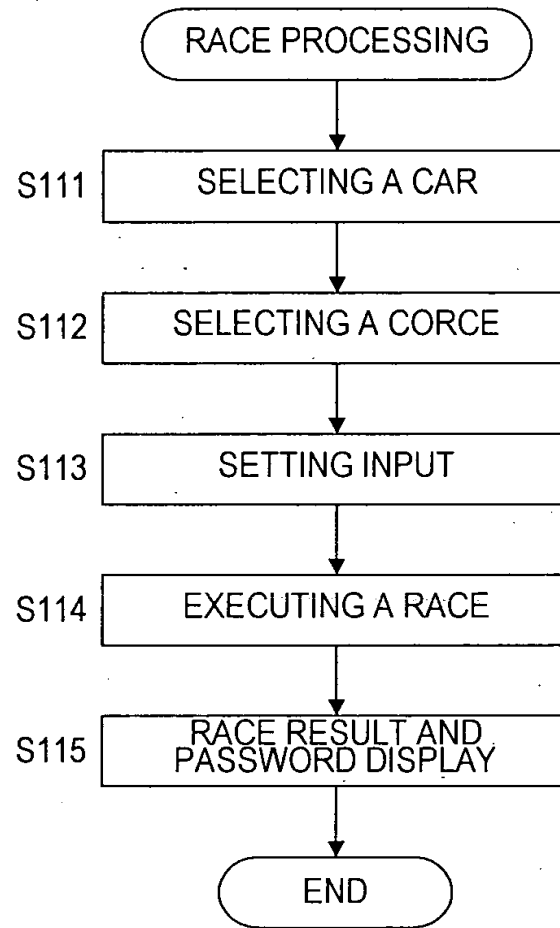 RACE PROCESSING
S111 SELECTING A CAR
S112 SELECTING A CORCE
S113 SETTING INPUT
S114 EXECUTING A RACE
S115 RACE RESULT AND
PASSWORD DISPLAY
END